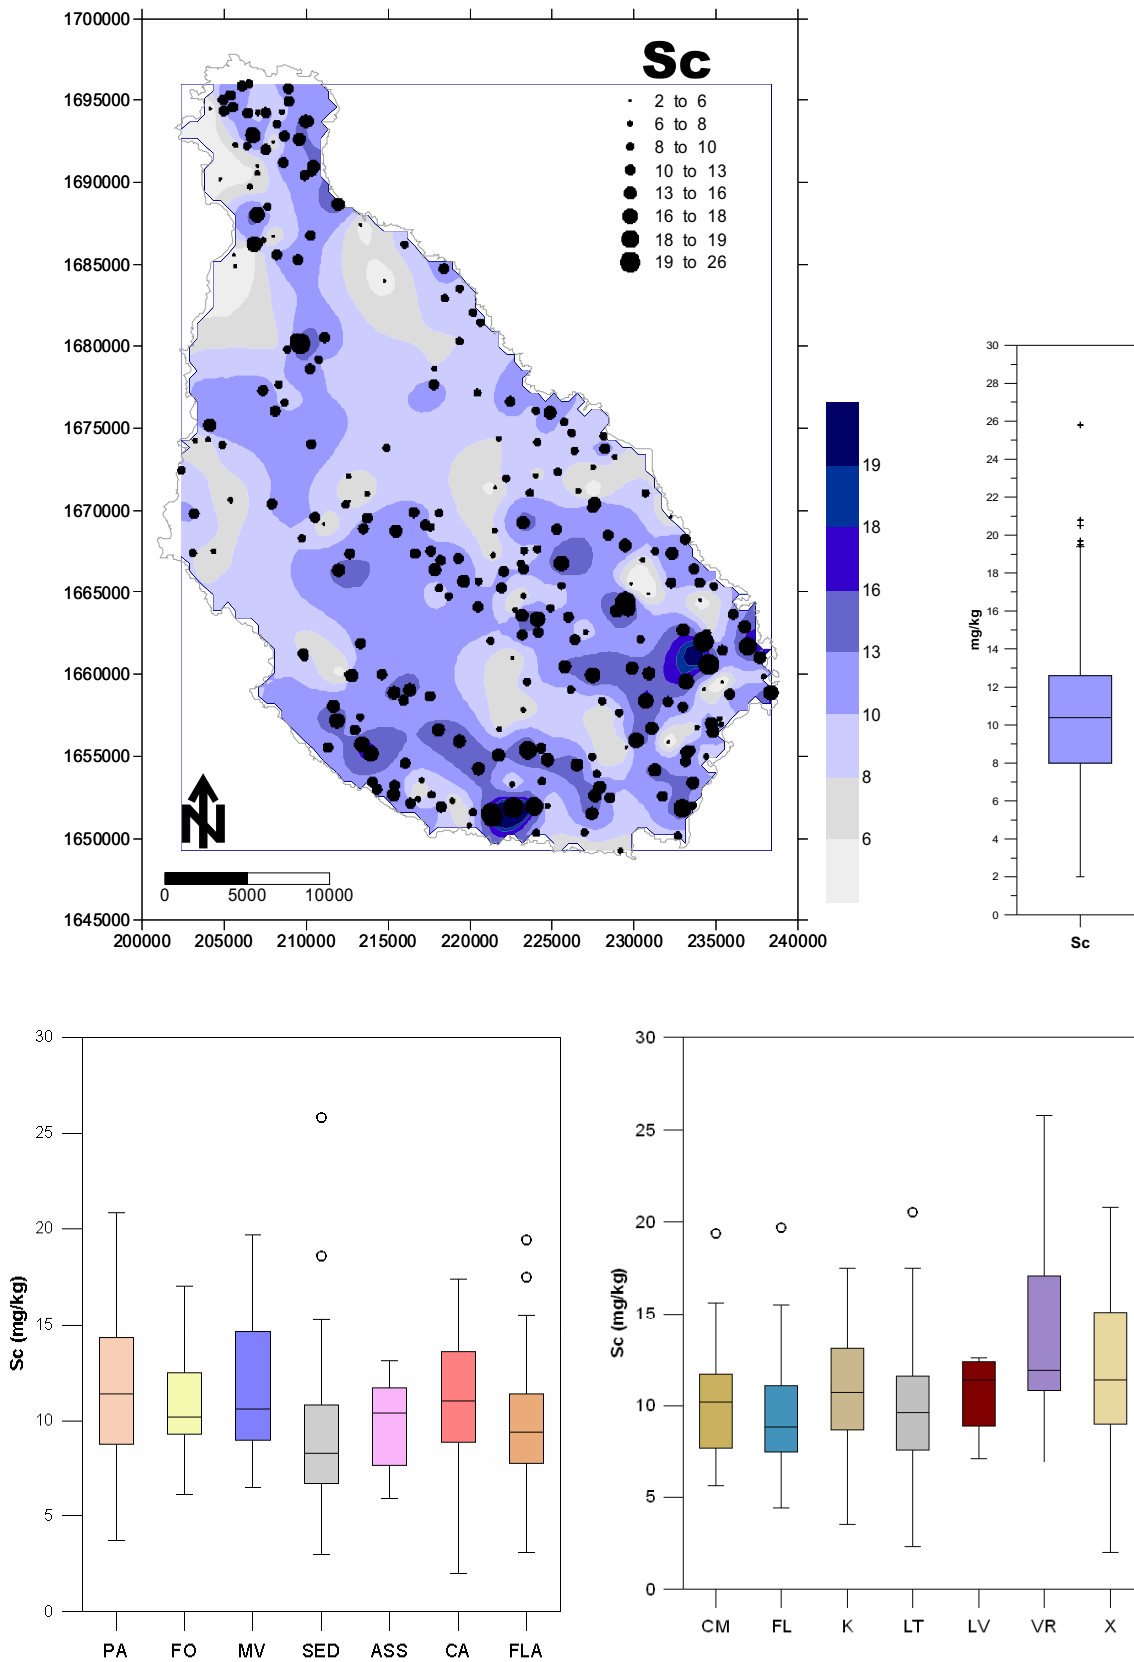 Sc
2 to 6
6 to 8
8 to 10
10 to 13
13 to 16
16 to 18
18 to 19
19 to 26
1700000
1695000
1690000
1685000
1680000
1675000
1670000
1665000
1660000
1655000
1650000
1645000
200000 205000 210000 215000 220000 225000 230000 235000 240000
N
0 5000 10000
19
18
16
13
10
8
6
30
28
26
24
22
20
18
16
14
12
10
8
6
4
2
0
mg/kg
Sc
30
25
20
15
10
5
0
Sc (mg/kg)
PA FO MV SED ASS CA FLA
30
25
20
15
10
5
0
Sc (mg/kg)
CM FL K LT LV VR X